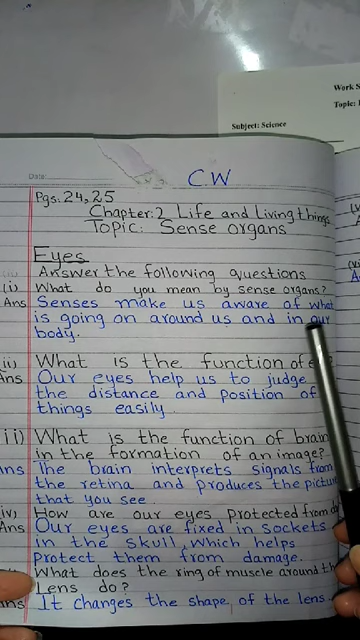 Work S
Topic:
Subject: Science
Date:
C.W
Pgs: 24,25
Chapter:2 Life and Living things
Topic: Sense organs
Eyes
Answer the following questions
(i) What do you mean by sense organs?
Ans Senses make us aware of what
is going on around us and in our
body.
ii) What is the function of
Ans Our eyes help us to judge
the distance and position of
things easily.
ii) What is the function of brain
in the formation of an image?
ns The brain interprets signals from
the retina and produces the picture
that you see.
iv) How are our eyes protected from
Ans Our eyes are fixed in sockets
in the skull, which helps
protect them from damage.
What does the ring of muscle around th
Lens do?
ns It changes the shape of the lens.